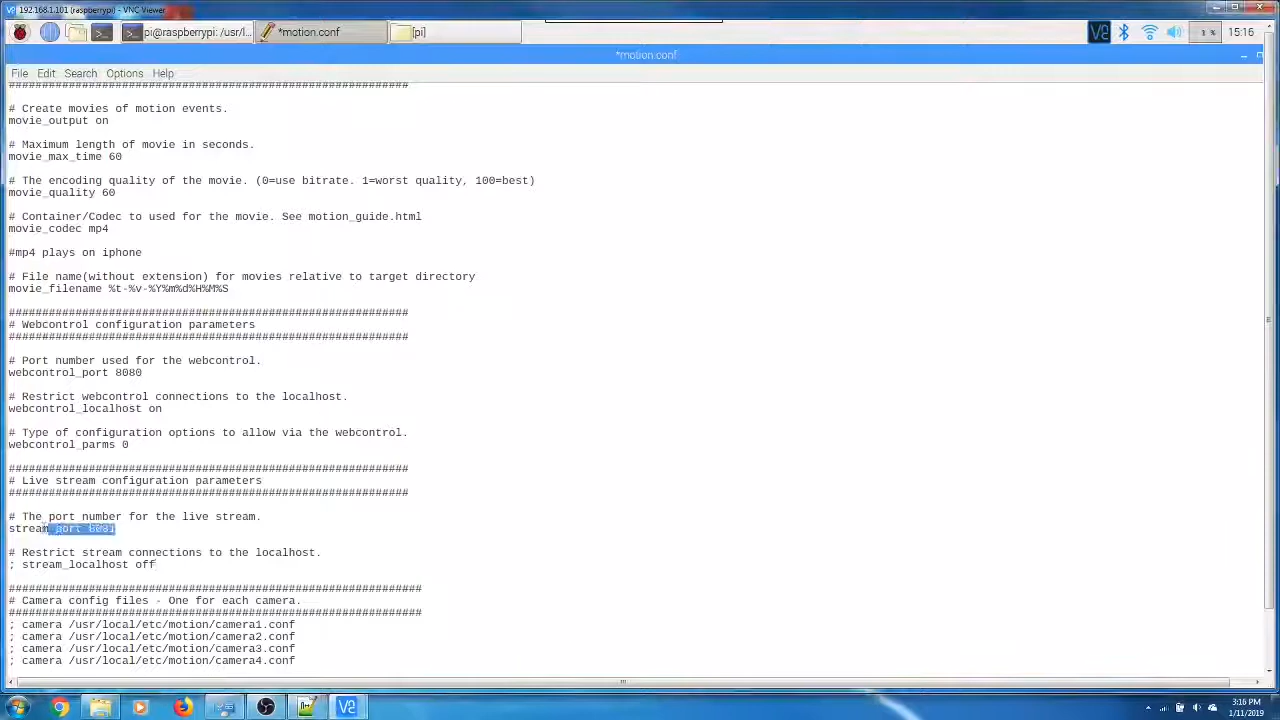 192.168.1.101 (raspberrypi) - VNC Viewer
pi@raspberrypi: /usr/l...
*motion.conf
[pi]
1 %
15:16
*motion.conf
File Edit Search Options Help
############################################################
# Create movies of motion events.
movie_output on
# Maximum length of movie in seconds.
movie_max_time 60
# The encoding quality of the movie. (0=use bitrate. 1=worst quality, 100=best)
movie_quality 60
# Container/Codec to used for the movie. See motion_guide.html
movie_codec mp4
#mp4 plays on iphone
# File name(without extension) for movies relative to target directory
movie_filename %t-%v-%Y%m%d%H%M%S
############################################################
# Webcontrol configuration parameters
############################################################
# Port number used for the webcontrol.
webcontrol_port 8080
# Restrict webcontrol connections to the localhost.
webcontrol_localhost on
# Type of configuration options to allow via the webcontrol.
webcontrol_parms 0
############################################################
# Live stream configuration parameters
############################################################
# The port number for the live stream.
stream_port 8081
# Restrict stream connections to the localhost.
; stream_localhost off
##############################################################
# Camera config files - One for each camera.
##############################################################
; camera /usr/local/etc/motion/camera1.conf
; camera /usr/local/etc/motion/camera2.conf
; camera /usr/local/etc/motion/camera3.conf
; camera /usr/local/etc/motion/camera4.conf
3:16 PM
1/11/2019